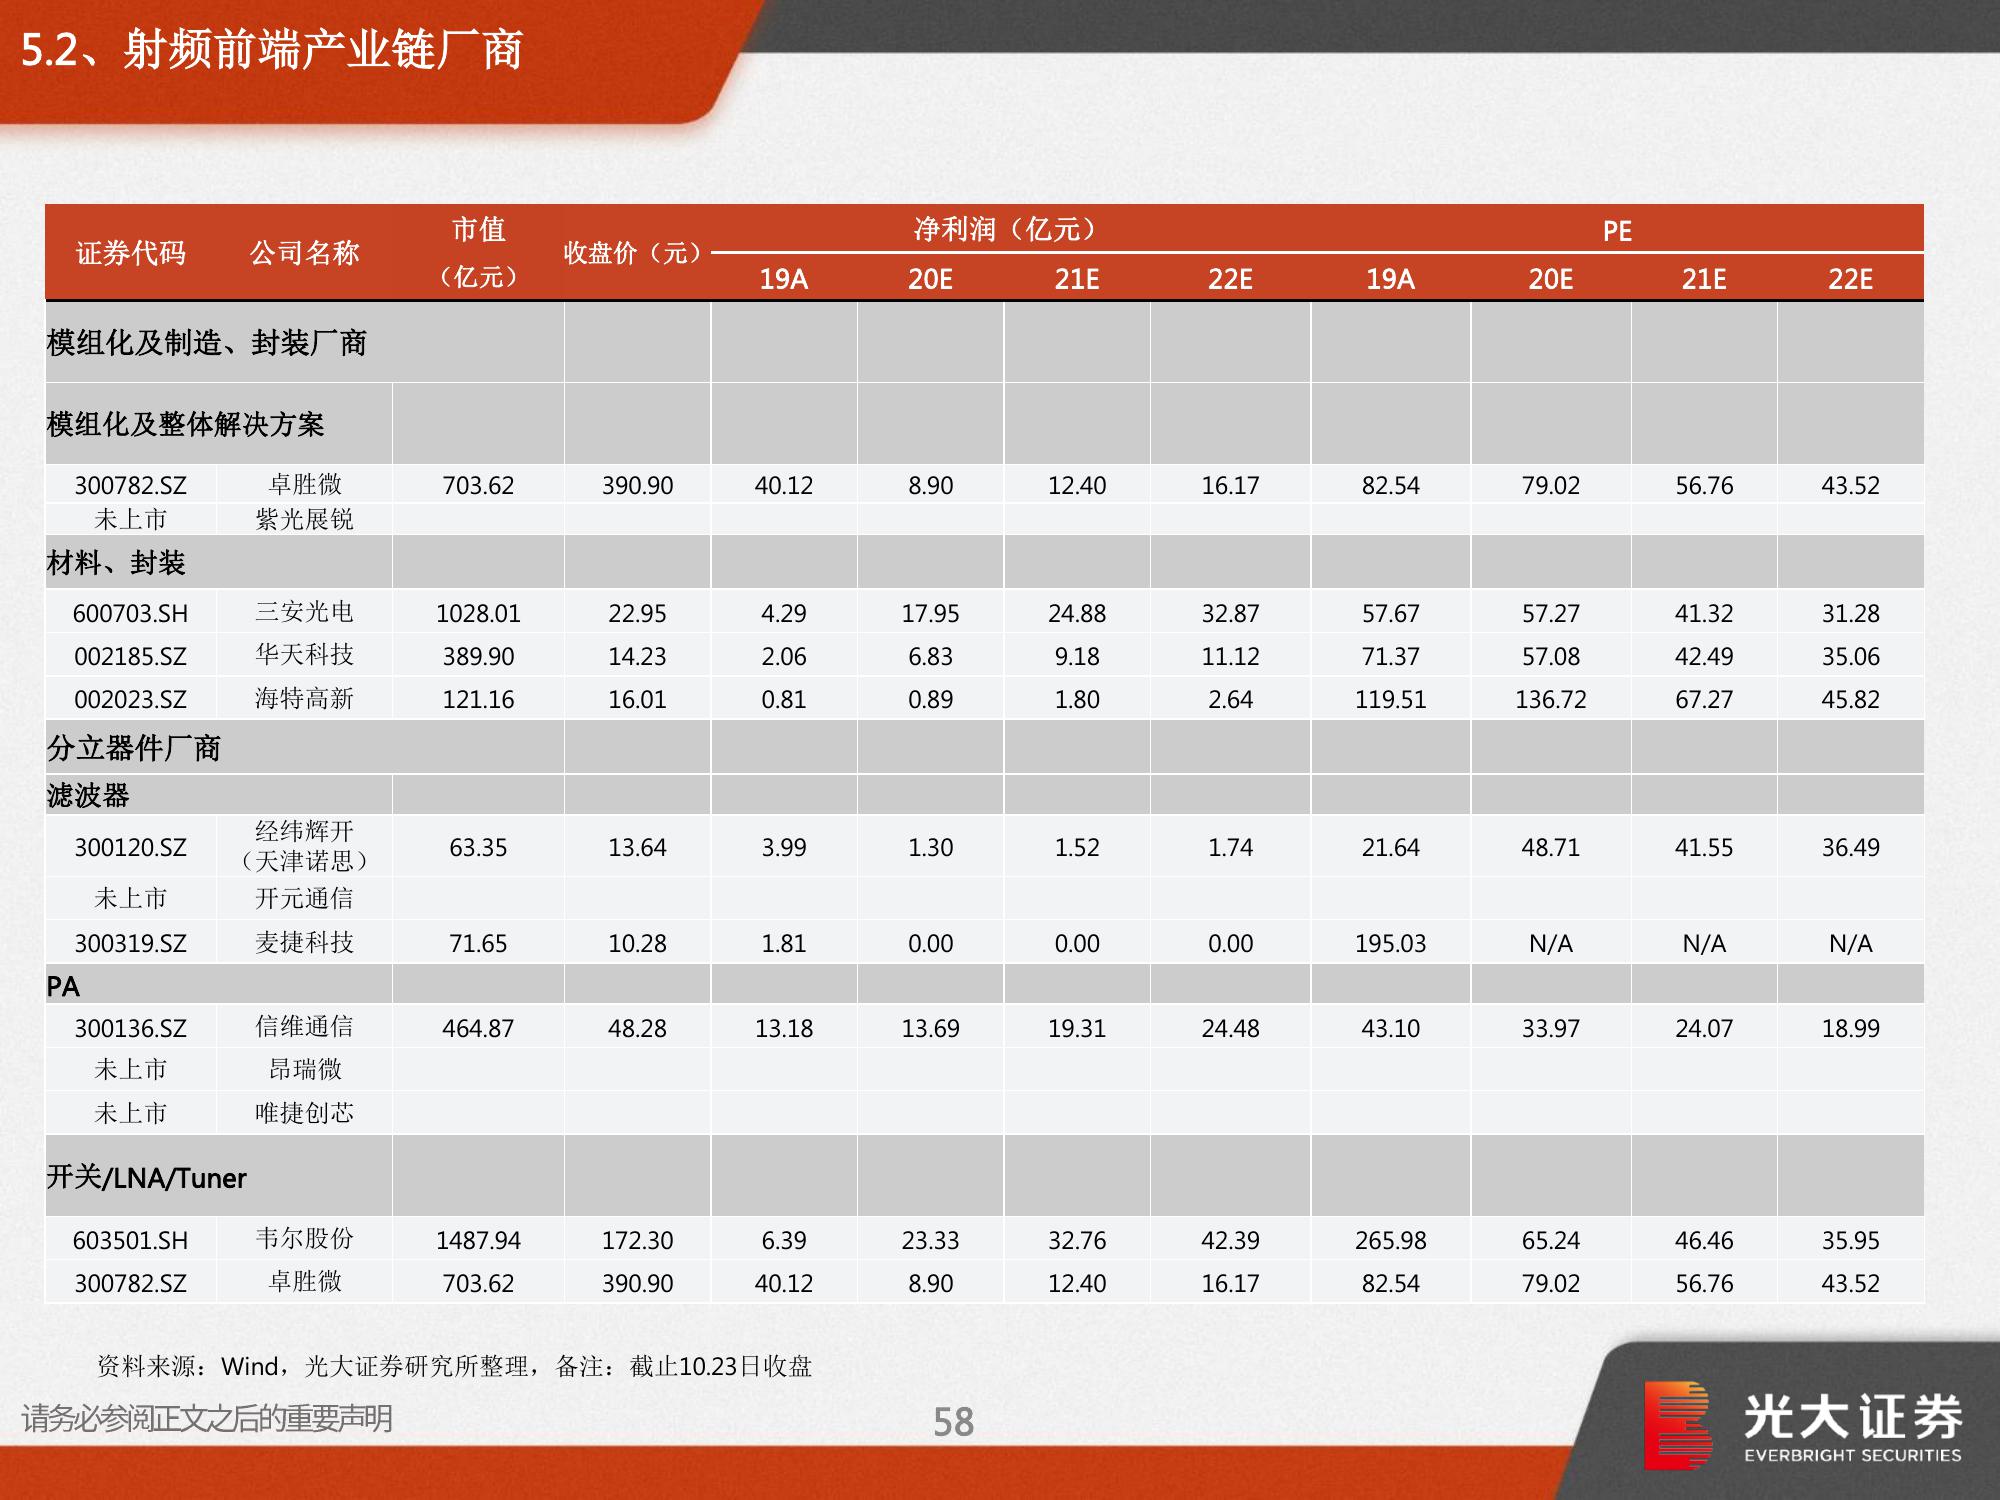 5.2、射频前端产业链厂商
证券代码 公司名称 市值（亿元） 收盘价（元） 净利润（亿元） PE
19A 20E 21E 22E 19A 20E 21E 22E
模组化及制造、封装厂商
模组化及整体解决方案
300782.SZ 卓胜微 703.62 390.90 40.12 8.90 12.40 16.17 82.54 79.02 56.76 43.52
未上市 紫光展锐
材料、封装
600703.SH 三安光电 1028.01 22.95 4.29 17.95 24.88 32.87 57.67 57.27 41.32 31.28
002185.SZ 华天科技 389.90 14.23 2.06 6.83 9.18 11.12 71.37 57.08 42.49 35.06
002023.SZ 海特高新 121.16 16.01 0.81 0.89 1.80 2.64 119.51 136.72 67.27 45.82
分立器件厂商
滤波器
300120.SZ 经纬辉开（天津诺思） 63.35 13.64 3.99 1.30 1.52 1.74 21.64 48.71 41.55 36.49
未上市 开元通信
300319.SZ 麦捷科技 71.65 10.28 1.81 0.00 0.00 0.00 195.03 N/A N/A N/A
PA
300136.SZ 信维通信 464.87 48.28 13.18 13.69 19.31 24.48 43.10 33.97 24.07 18.99
未上市 昂瑞微
未上市 唯捷创芯
开关/LNA/Tuner
603501.SH 韦尔股份 1487.94 172.30 6.39 23.33 32.76 42.39 265.98 65.24 46.46 35.95
300782.SZ 卓胜微 703.62 390.90 40.12 8.90 12.40 16.17 82.54 79.02 56.76 43.52
资料来源：Wind，光大证券研究所整理，备注：截止10.23日收盘
请务必参阅正文之后的重要声明
58
光大证券
EVERBRIGHT SECURITIES